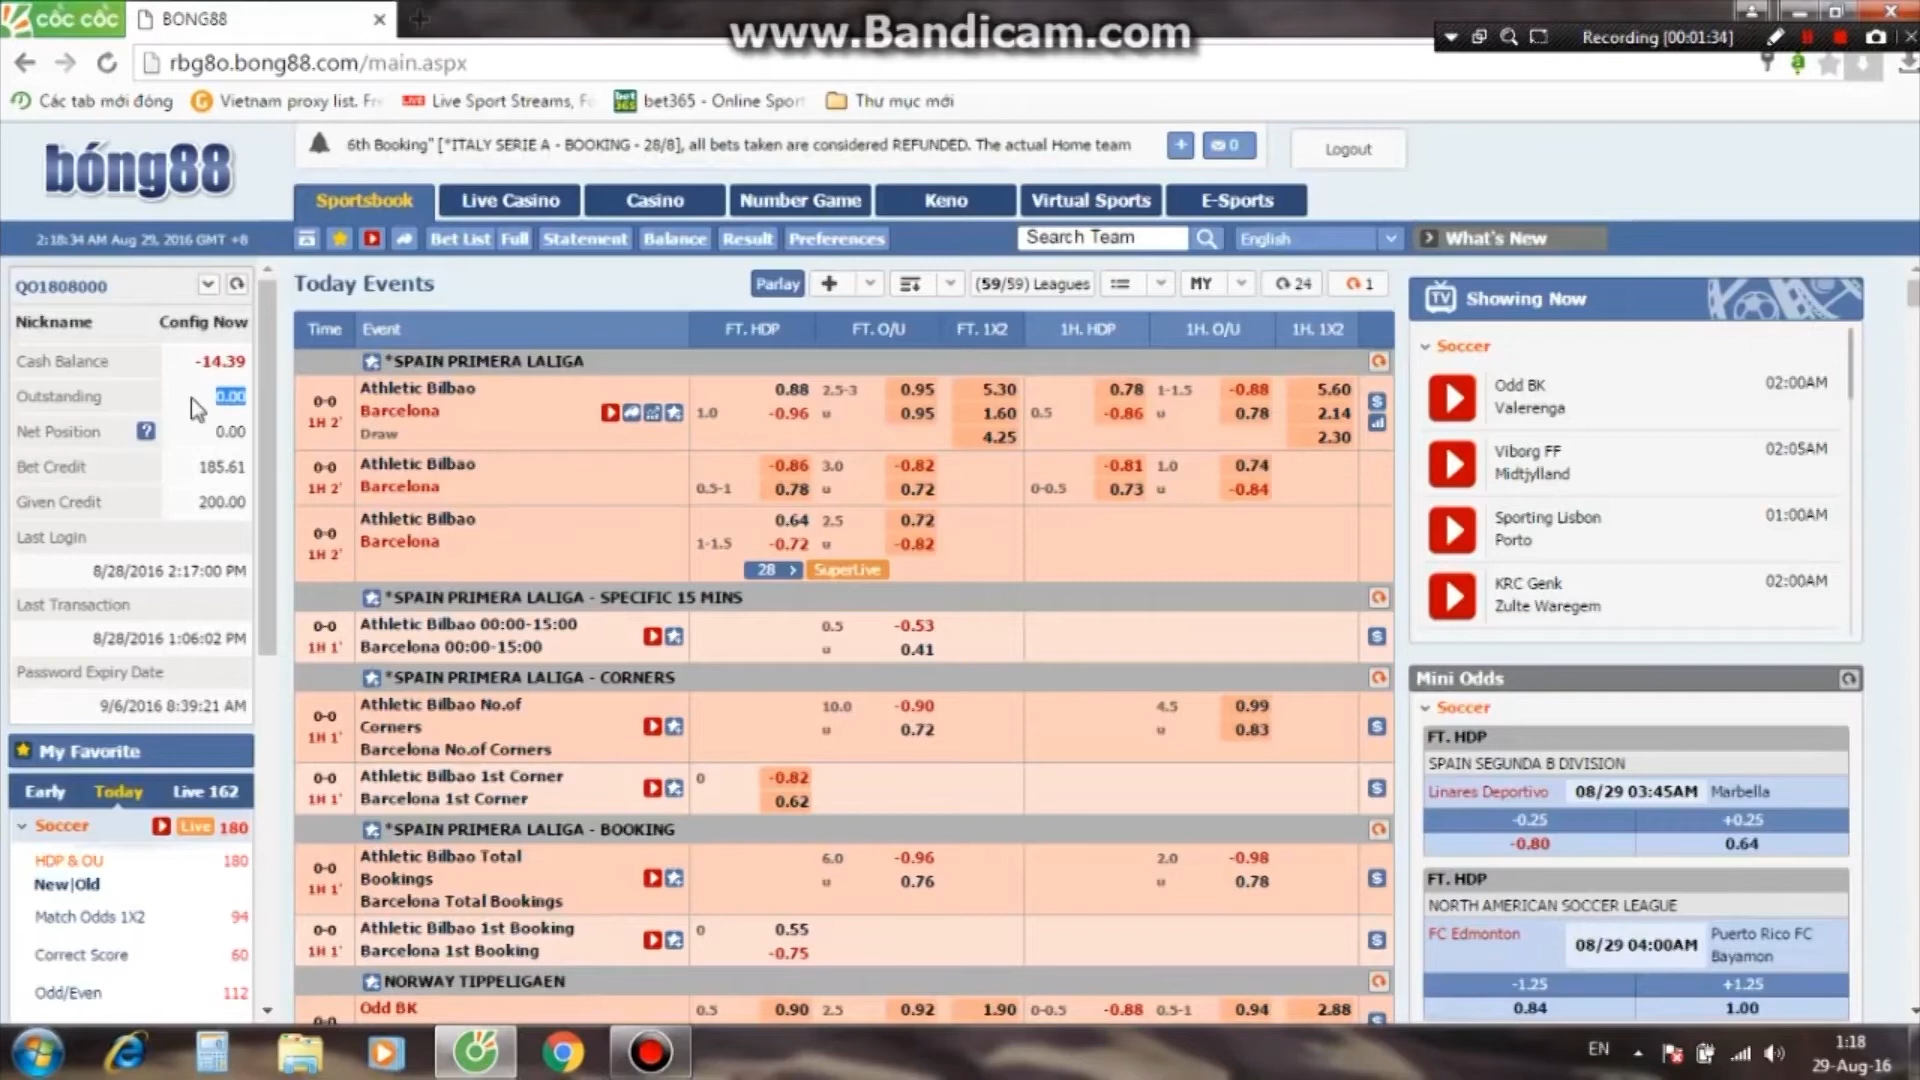 cốc cốc
BONG88
www.Bandicam.com
Recording [00:01:34]
rbg8o.bong88.com/main.aspx
Các tab mới đóng
Vietnam proxy list. Fr
LIVE Live Sport Streams, F
bet365 bet365 - Online Sport
Thư mục mới
bóng88
6th Booking" [*ITALY SERIE A - BOOKING - 28/8], all bets taken are considered REFUNDED. The actual Home team
+
0
Logout
Sportsbook
Live Casino
Casino
Number Game
Keno
Virtual Sports
E-Sports
2:18:34 AM Aug 29, 2016 GMT +8
Bet List
Full
Statement
Balance
Result
Preferences
Search Team
English
What's New
QO1808000
Nickname Config Now
Cash Balance -14.39
Outstanding 0.00
Net Position ? 0.00
Bet Credit 185.61
Given Credit 200.00
Last Login
8/28/2016 2:17:00 PM
Last Transaction
8/28/2016 1:06:02 PM
Password Expiry Date
9/6/2016 8:39:21 AM
My Favorite
Early Today Live 162
Soccer Live 180
HDP & OU 180
New|Old
Match Odds 1X2 94
Correct Score 60
Odd/Even 112
Today Events
Parlay
(59/59) Leagues
MY
24
1
Time Event FT. HDP FT. O/U FT. 1X2 1H. HDP 1H. O/U 1H. 1X2
*SPAIN PRIMERA LALIGA
Athletic Bilbao 0.88 2.5-3 0.95 5.30 0.78 1-1.5 -0.88 5.60
0-0
Barcelona 1.0 -0.96 u 0.95 1.60 0.5 -0.86 u 0.78 2.14
1H 2'
Draw 4.25 2.30
0-0 Athletic Bilbao -0.86 3.0 -0.82 -0.81 1.0 0.74
1H 2' Barcelona 0.5-1 0.78 u 0.72 0-0.5 0.73 u -0.84
Athletic Bilbao 0.64 2.5 0.72
0-0
Barcelona 1-1.5 -0.72 u -0.82
1H 2'
28 > SuperLive
*SPAIN PRIMERA LALIGA - SPECIFIC 15 MINS
0-0 Athletic Bilbao 00:00-15:00 0.5 -0.53
1H 1' Barcelona 00:00-15:00 u 0.41
*SPAIN PRIMERA LALIGA - CORNERS
Athletic Bilbao No.of 10.0 -0.90 4.5 0.99
0-0
Corners u 0.72 u 0.83
1H 1'
Barcelona No.of Corners
0-0 Athletic Bilbao 1st Corner 0 -0.82
1H 1' Barcelona 1st Corner 0.62
*SPAIN PRIMERA LALIGA - BOOKING
Athletic Bilbao Total 6.0 -0.96 2.0 -0.98
0-0
Bookings u 0.76 u 0.78
1H 1'
Barcelona Total Bookings
0-0 Athletic Bilbao 1st Booking 0 0.55
1H 1' Barcelona 1st Booking -0.75
NORWAY TIPPELIGAEN
Odd BK 0.5 0.90 2.5 0.92 1.90 0-0.5 -0.88 0.5-1 0.94 2.88
0-0
TV Showing Now
Soccer
Odd BK 02:00AM
Valerenga
Viborg FF 02:05AM
Midtjylland
Sporting Lisbon 01:00AM
Porto
KRC Genk 02:00AM
Zulte Waregem
Mini Odds
Soccer
FT. HDP
SPAIN SEGUNDA B DIVISION
Linares Deportivo 08/29 03:45AM Marbella
-0.25 +0.25
-0.80 0.64
FT. HDP
NORTH AMERICAN SOCCER LEAGUE
FC Edmonton 08/29 04:00AM Puerto Rico FC
Bayamon
-1.25 +1.25
0.84 1.00
EN
1:18
29-Aug-16